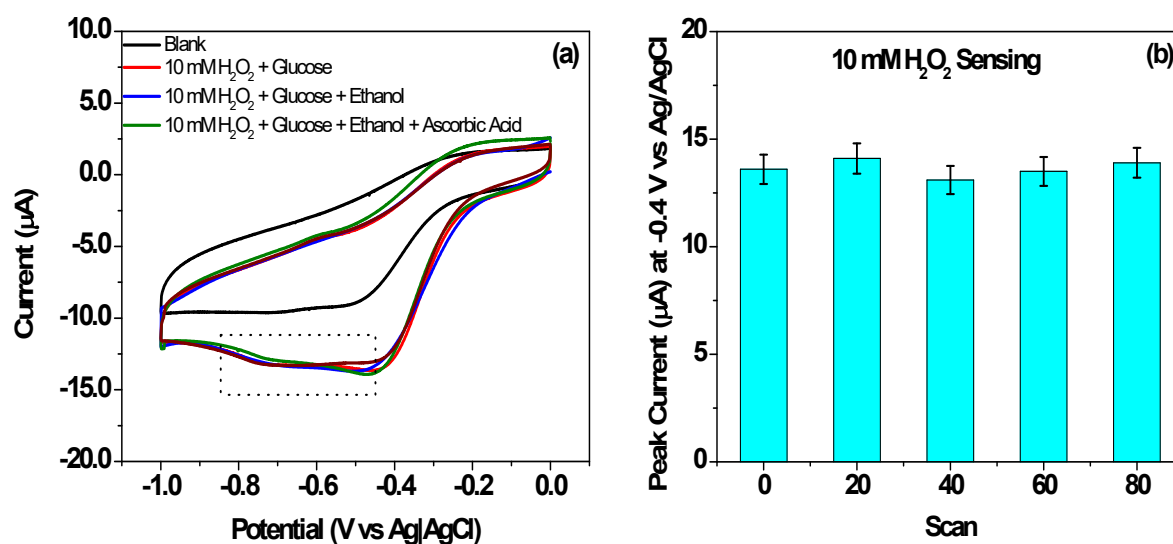 10.0
5.0
0.0
-5.0
-10.0
-15.0
-20.0
Current (µA)
Blank
10 mM H₂O₂ + Glucose
10 mM H₂O₂ + Glucose + Ethanol
10 mM H₂O₂ + Glucose + Ethanol + Ascorbic Acid
(a)
-1.0 -0.8 -0.6 -0.4 -0.2 0.0
Potential (V vs Ag|AgCl)
20
15
10
5
0
Peak Current (µA) at -0.4 V vs Ag/AgCl
10 mM H₂O₂ Sensing
(b)
0 20 40 60 80
Scan